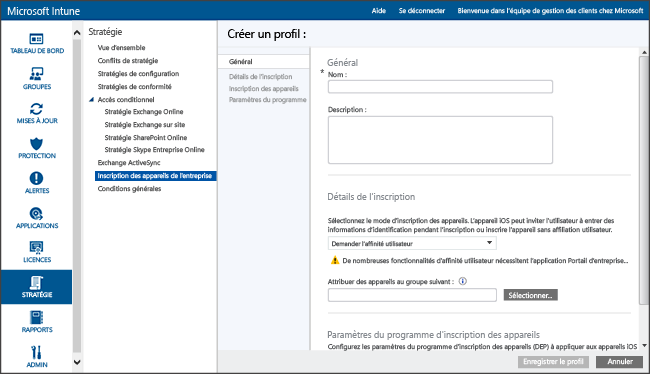 Microsoft Intune
Aide
Se déconnecter
Bienvenue dans l'équipe de gestion des clients chez Microsoft
TABLEAU DE BORD
GROUPES
MISES À JOUR
PROTECTION
ALERTES
APPLICATIONS
LICENCES
STRATÉGIE
RAPPORTS
ADMIN
Stratégie
Vue d'ensemble
Conflits de stratégie
Stratégies de configuration
Stratégies de conformité
Accès conditionnel
Stratégie Exchange Online
Stratégie Exchange sur site
Stratégie SharePoint Online
Stratégie Skype Entreprise Online
Exchange ActiveSync
Inscription des appareils de l'entreprise
Conditions générales
Créer un profil :
Général
Détails de l'inscription
Inscription des appareils
Paramètres du programme
Général
* Nom :
Description :
Détails de l'inscription
Sélectionnez le mode d'inscription des appareils. L'appareil iOS peut inviter l'utilisateur à entrer des
informations d'identification pendant l'inscription ou inscrire l'appareil sans affiliation utilisateur.
Demander l'affinité utilisateur
De nombreuses fonctionnalités d'affinité utilisateur nécessitent l'application Portail d'entreprise...
Attribuer des appareils au groupe suivant :
Sélectionner...
Paramètres du programme d'inscription des appareils
Configurez les paramètres du programme d'inscription des appareils (DEP) à appliquer aux appareils iOS
Enregistrer le profil
Annuler